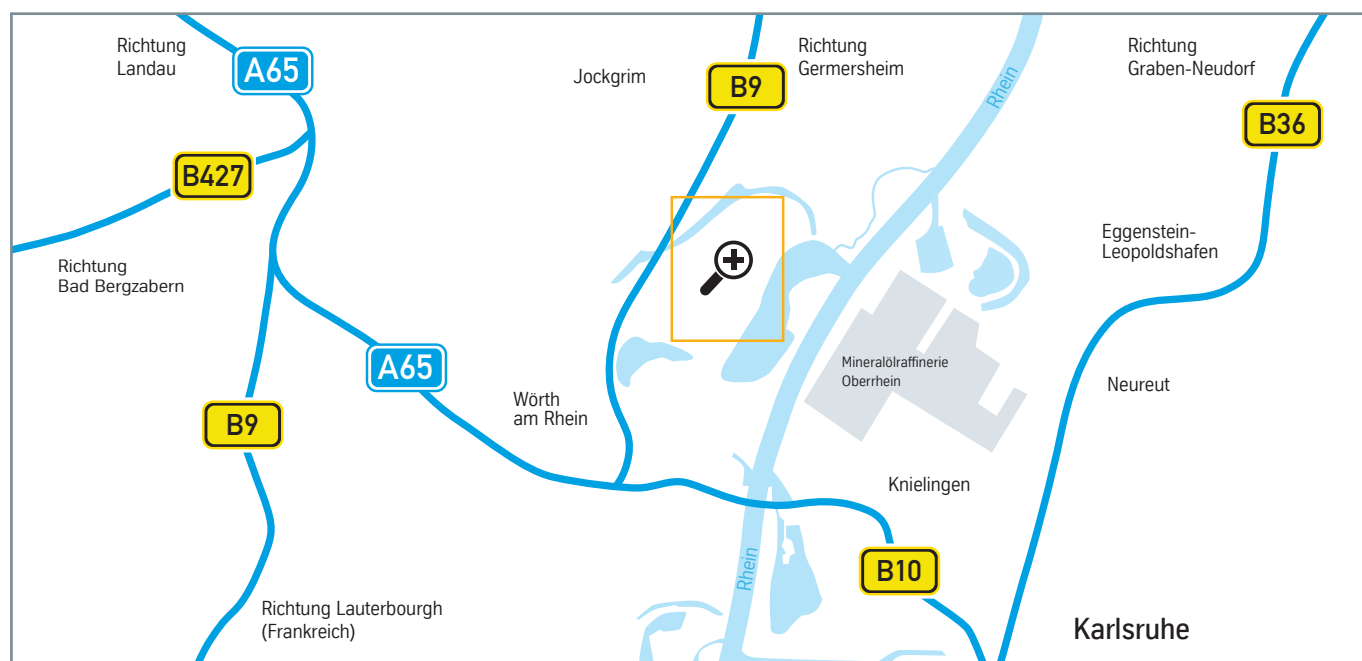 Richtung
Landau
A65
Jockgrim
B9
Richtung
Germersheim
Rhein
Richtung
Graben-Neudorf
B36
B427
Richtung
Bad Bergzabern
Eggenstein-
Leopoldshafen
A65
Mineralölraffinerie
Oberrhein
Neureut
Wörth
am Rhein
B9
Knielingen
Rhein
B10
Richtung Lauterbourgh
(Frankreich)
Karlsruhe